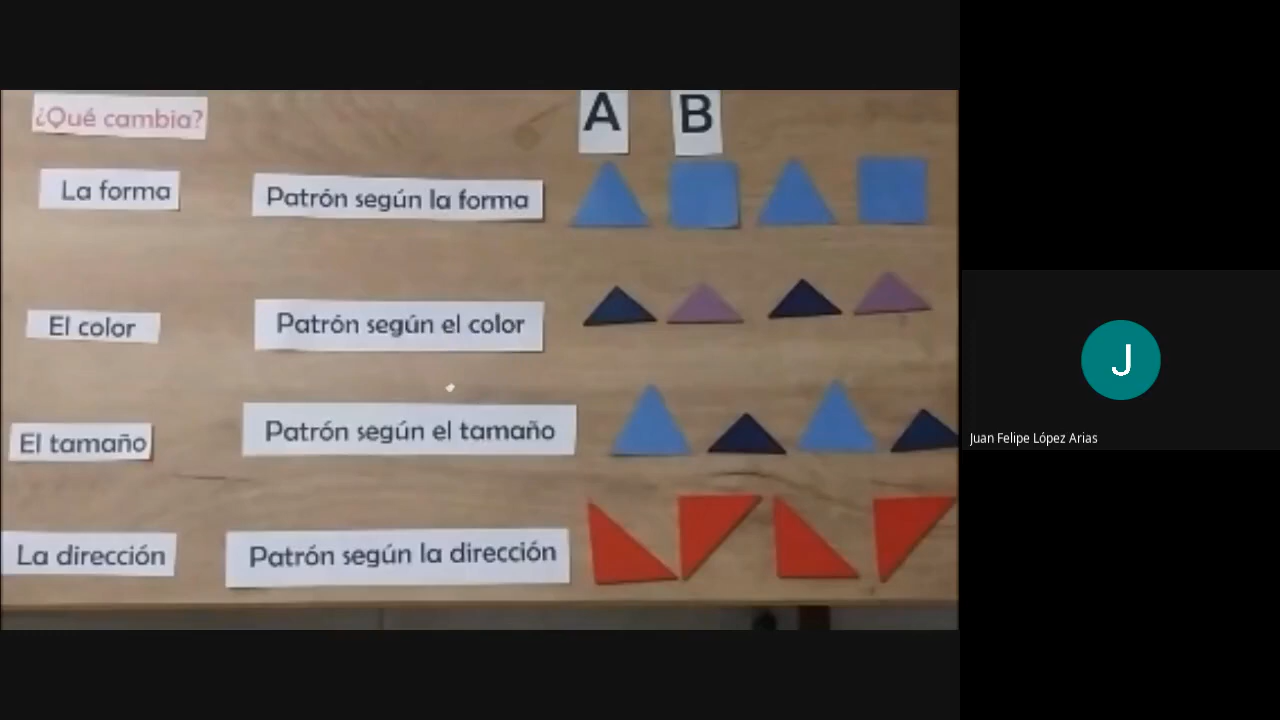 ¿Qué cambia?
A B
La forma
Patrón según la forma
El color
Patrón según el color
El tamaño
Patrón según el tamaño
La dirección
Patrón según la dirección
J
Juan Felipe López Arias